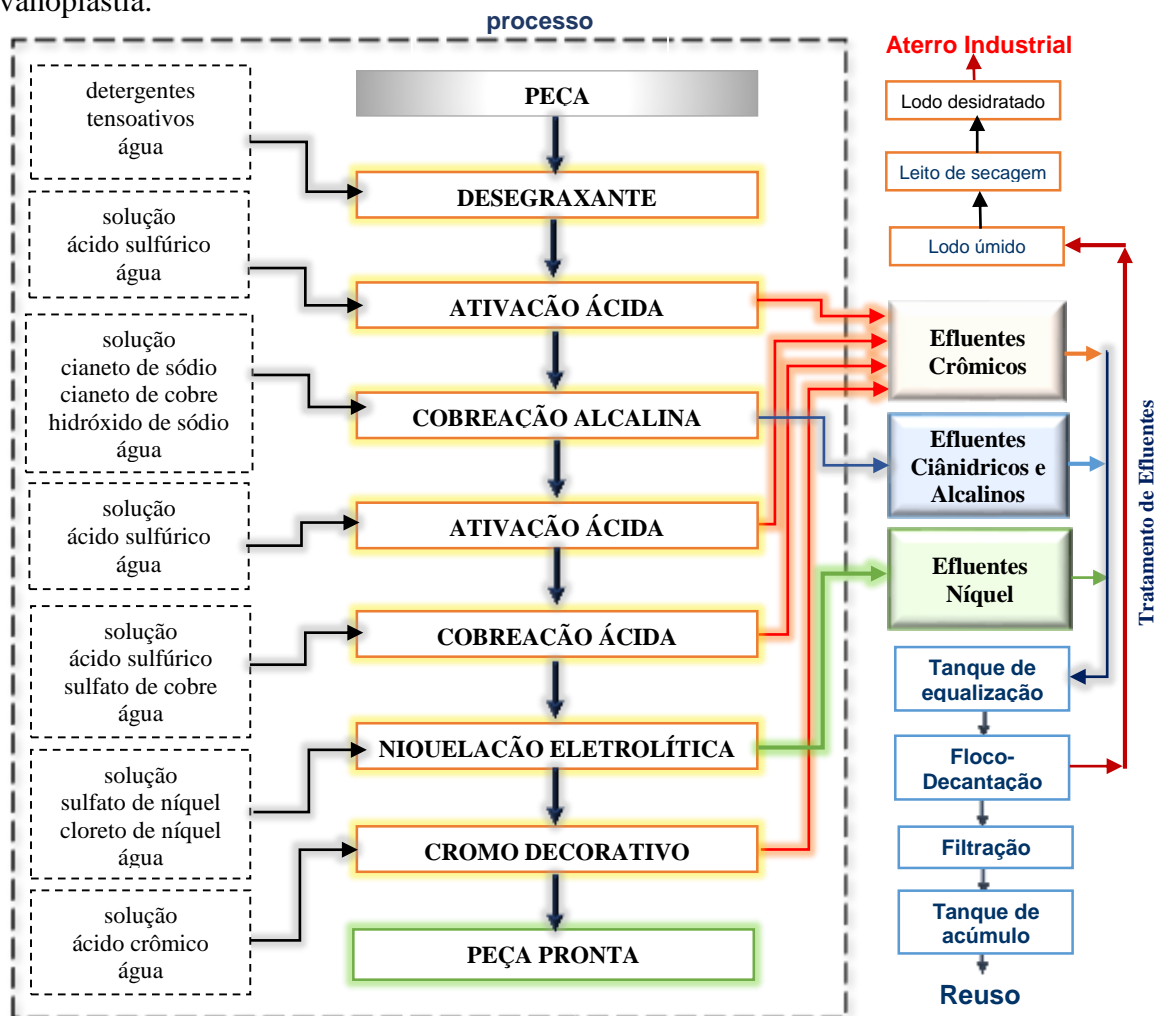 vanoplastia.
processo
detergentes
tensoativos
água
solução
ácido sulfúrico
água
solução
cianeto de sódio
cianeto de cobre
hidróxido de sódio
água
solução
ácido sulfúrico
água
solução
ácido sulfúrico
sulfato de cobre
água
solução
sulfato de níquel
cloreto de níquel
água
solução
ácido crômico
água
PEÇA
DESEGRAXANTE
ATIVAÇÃO ÁCIDA
COBREAÇÃO ALCALINA
ATIVAÇÃO ÁCIDA
COBREAÇÃO ÁCIDA
NIQUELAÇÃO ELETROLÍTICA
CROMO DECORATIVO
PEÇA PRONTA
Aterro Industrial
Lodo desidratado
Leito de secagem
Lodo úmido
Efluentes
Crômicos
Efluentes
Ciânidricos e
Alcalinos
Efluentes
Níquel
Tanque de
equalização
Floco-
Decantação
Filtração
Tanque de
acúmulo
Reuso
Tratamento de Efluentes